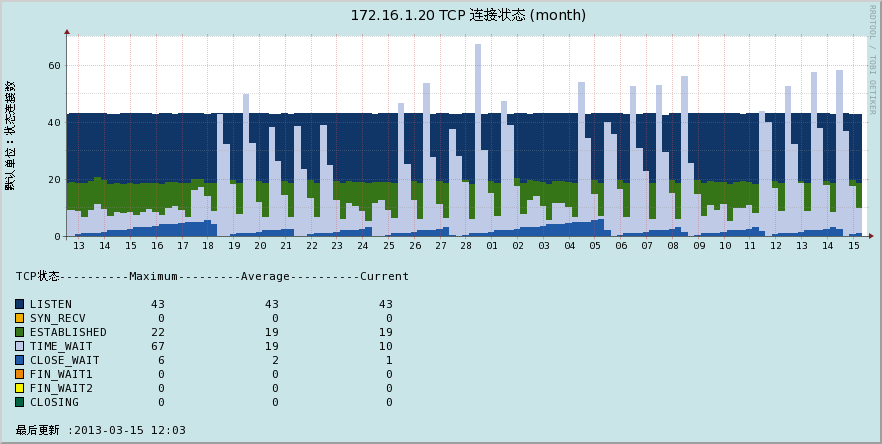 172.16.1.20 TCP 连接状态 (month)
RRDTOOL / TOBI OETIKER
默认单位：状态连接数
60
40
20
0
13 14 15 16 17 18 19 20 21 22 23 24 25 26 27 28 01 02 03 04 05 06 07 08 09 10 11 12 13 14 15
TCP状态----------Maximum---------Average----------Current
LISTEN 43 43 43
SYN_RECV 0 0 0
ESTABLISHED 22 19 19
TIME_WAIT 67 19 10
CLOSE_WAIT 6 2 1
FIN_WAIT1 0 0 0
FIN_WAIT2 0 0 0
CLOSING 0 0 0
最后更新 :2013-03-15 12:03